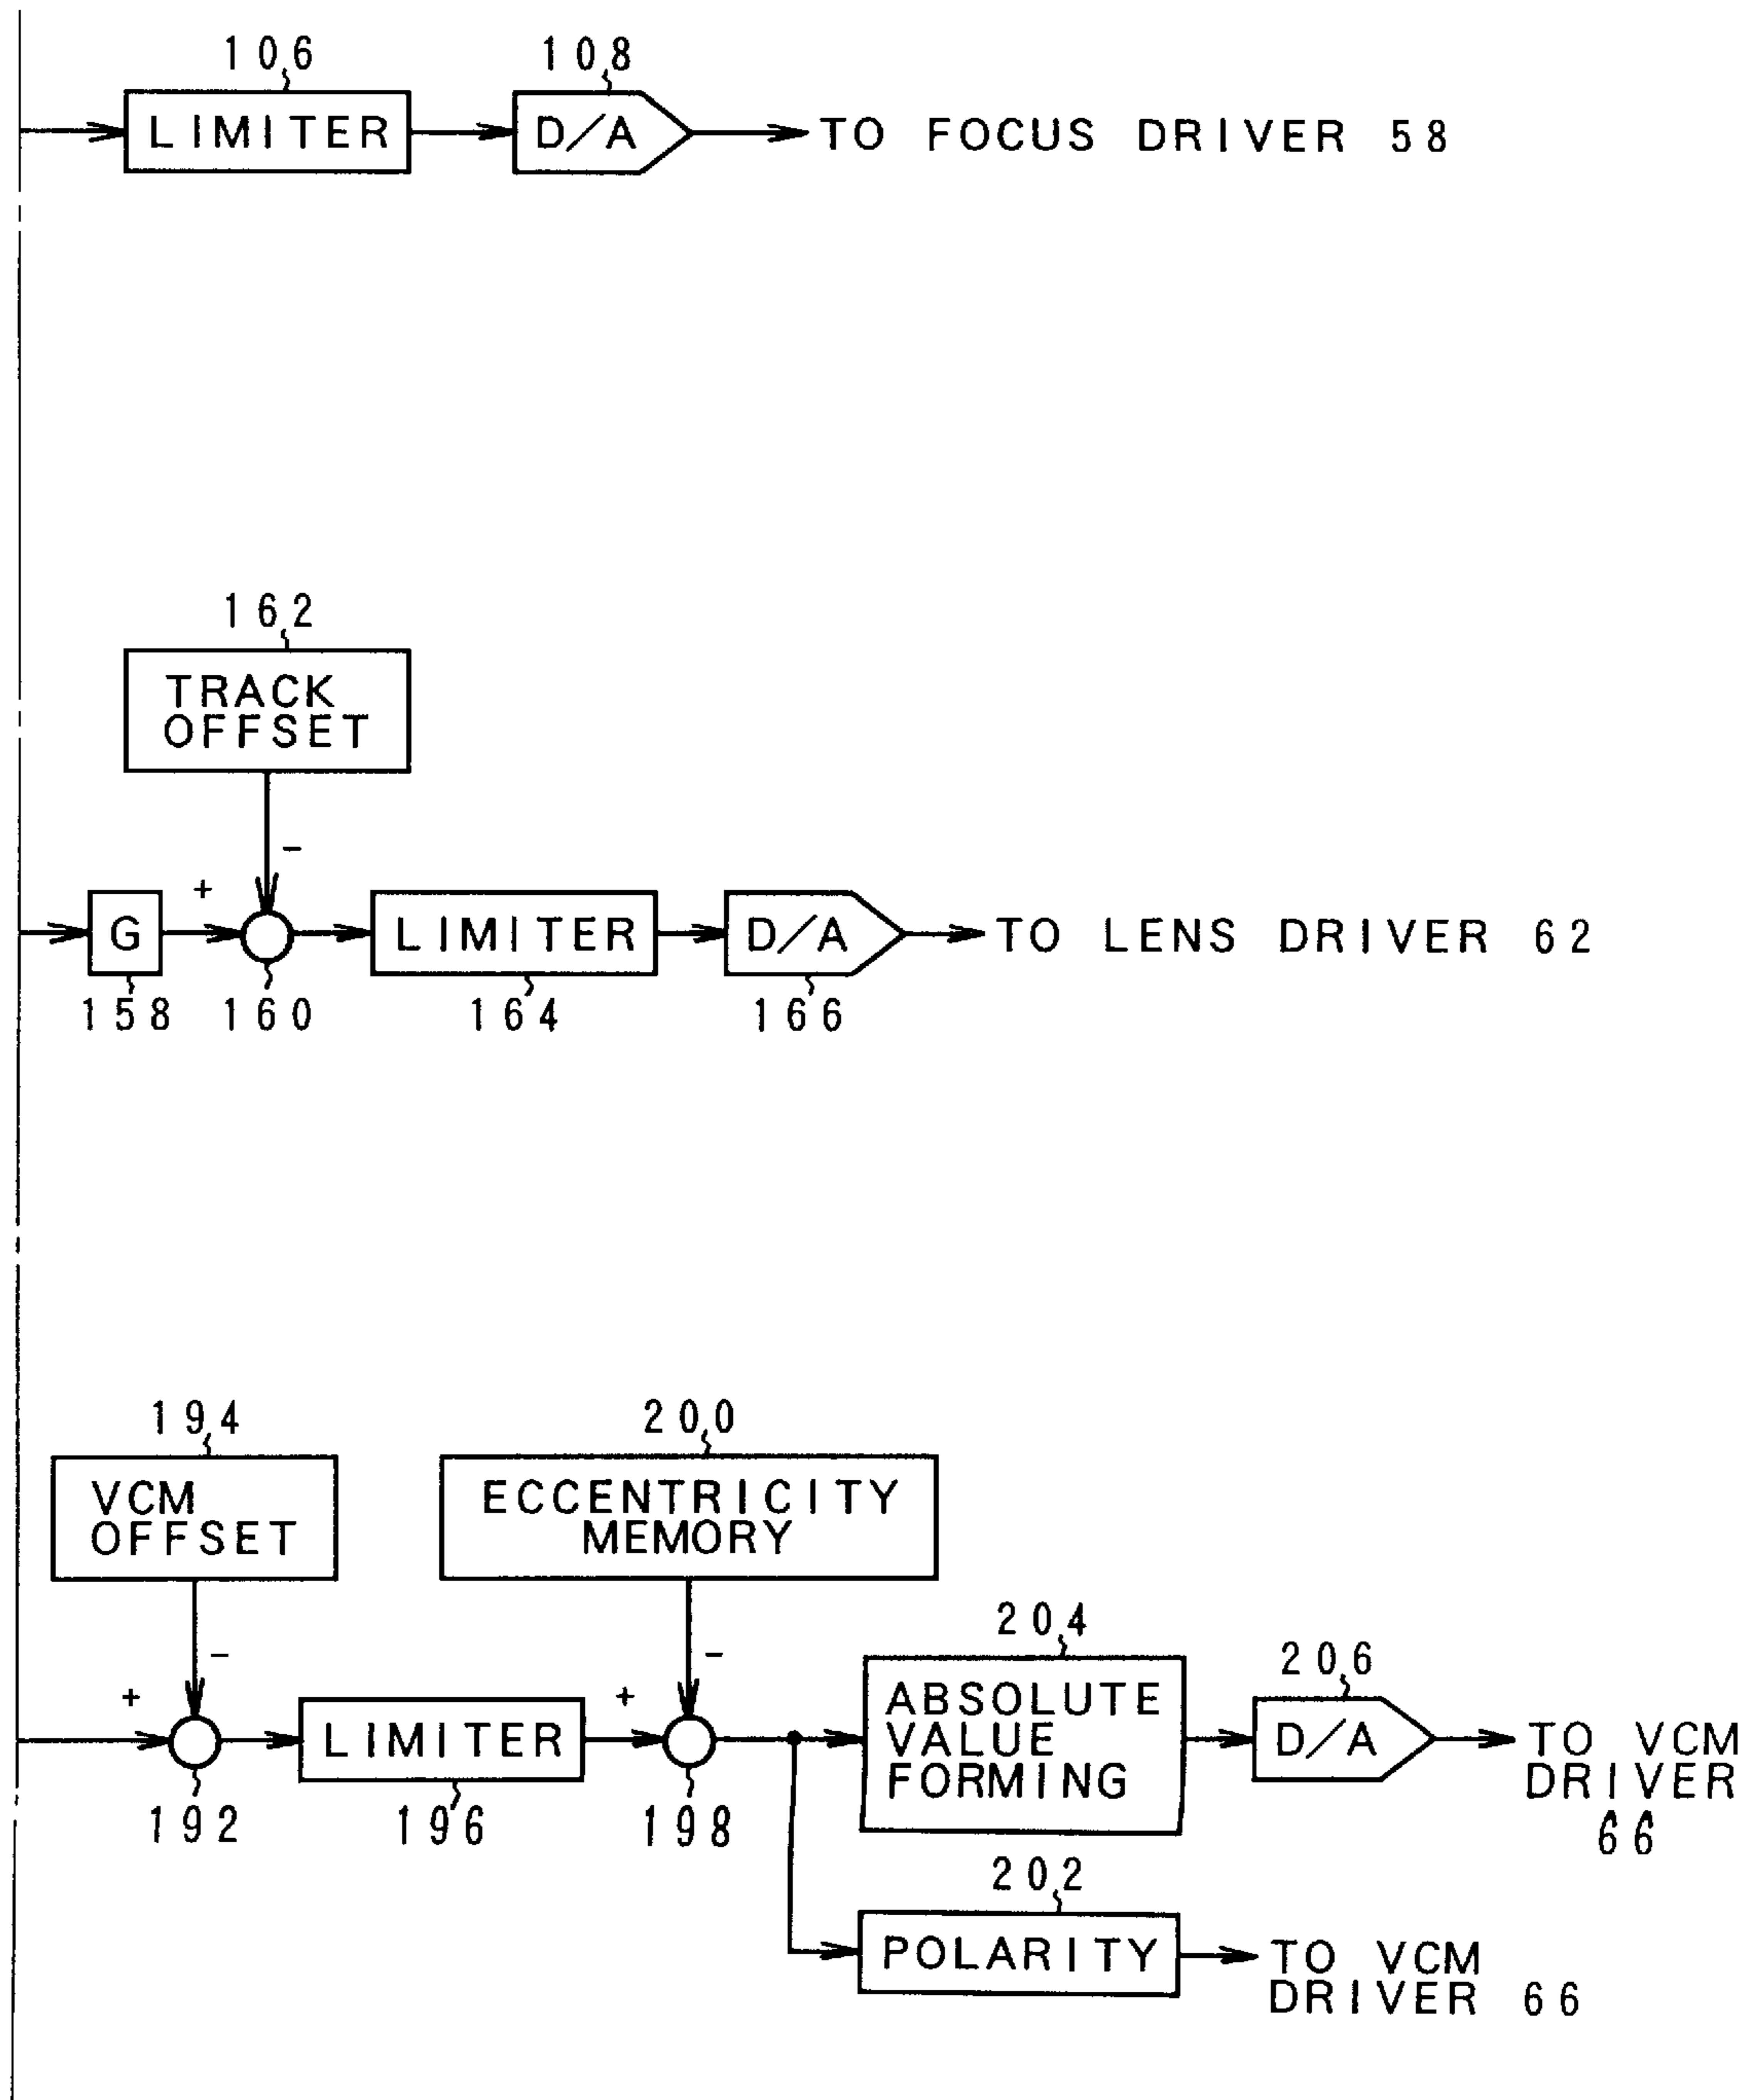 106
108
LIMITER
D/A
TO FOCUS DRIVER 58
162
TRACK
OFFSET
-
+
G
LIMITER
D/A
TO LENS DRIVER 62
158
160
164
166
194
200
VCM
OFFSET
ECCENTRICITY
MEMORY
204
206
-
-
+
+
LIMITER
ABSOLUTE
VALUE
FORMING
D/A
TO VCM
DRIVER
66
192
196
198
202
POLARITY
TO VCM
DRIVER 66